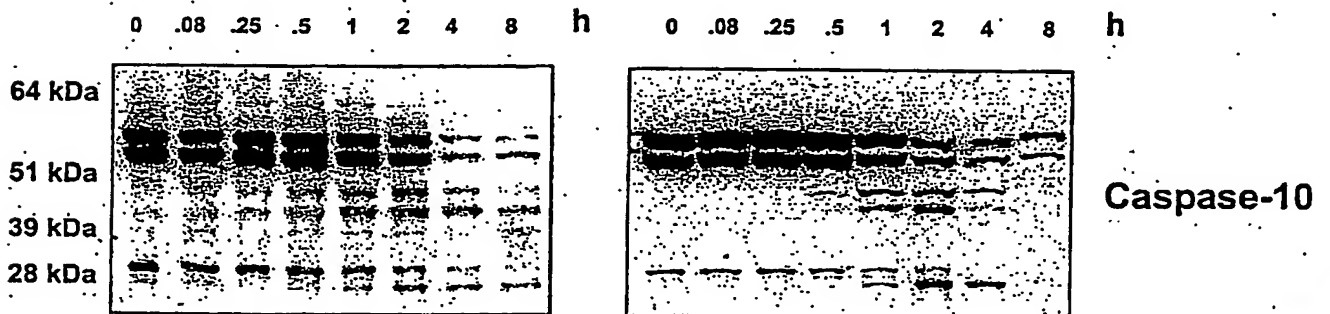 0 .08 .25 .5 1 2 4 8 h 0 .08 .25 .5 1 2 4 8 h
64 kDa
51 kDa
Caspase-10
39 kDa
28 kDa